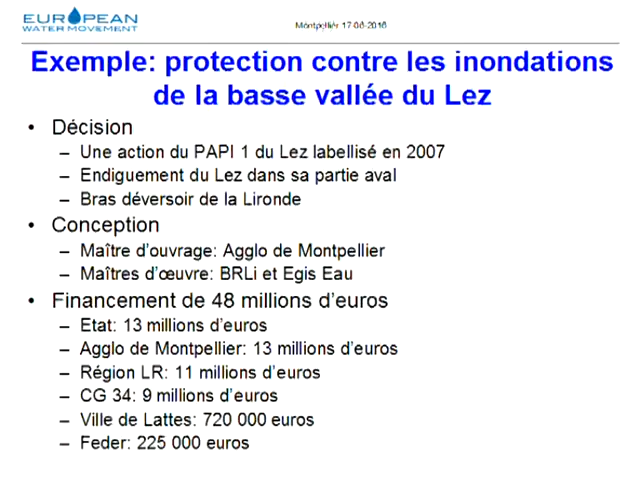 EUROPEAN
WATER MOVEMENT
Montpellier 17-06-2016
Exemple: protection contre les inondations
de la basse vallée du Lez
• Décision
– Une action du PAPI 1 du Lez labellisé en 2007
– Endiguement du Lez dans sa partie aval
– Bras déversoir de la Lironde
• Conception
– Maître d'ouvrage: Agglo de Montpellier
– Maîtres d'œuvre: BRLi et Egis Eau
• Financement de 48 millions d'euros
– Etat: 13 millions d'euros
– Agglo de Montpellier: 13 millions d'euros
– Région LR: 11 millions d'euros
– CG 34: 9 millions d'euros
– Ville de Lattes: 720 000 euros
– Feder: 225 000 euros